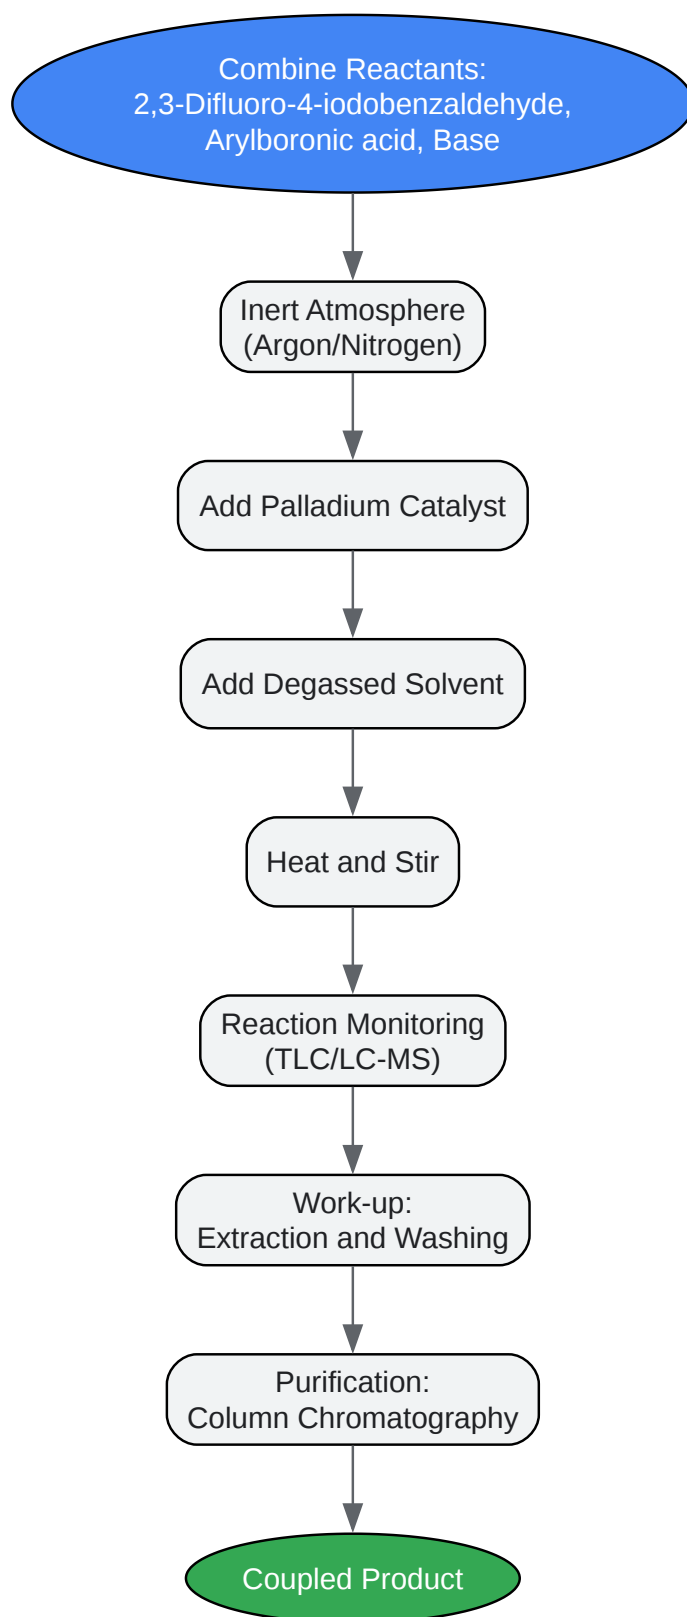 Combine Reactants:
2,3-Difluoro-4-iodobenzaldehyde,
Arylboronic acid, Base
Inert Atmosphere
(Argon/Nitrogen)
Add Palladium Catalyst
Add Degassed Solvent
Heat and Stir
Reaction Monitoring
(TLC/LC-MS)
Work-up:
Extraction and Washing
Purification:
Column Chromatography
Coupled Product